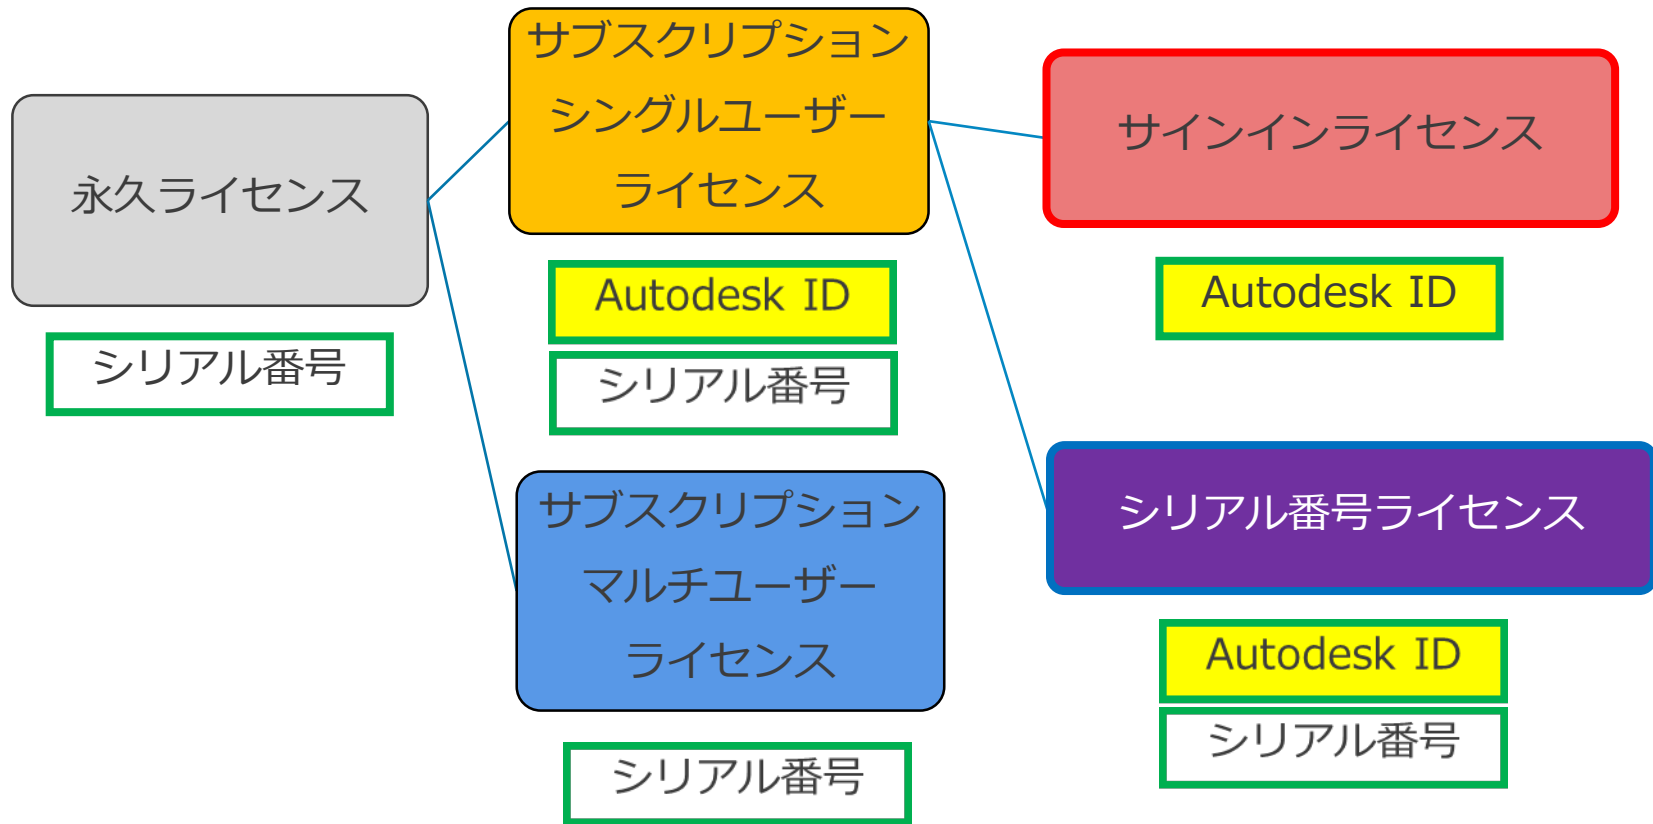 永久ライセンス
シリアル番号
サブスクリプション
シングルユーザー
ライセンス
Autodesk ID
シリアル番号
サブスクリプション
マルチユーザー
ライセンス
シリアル番号
サインインライセンス
Autodesk ID
シリアル番号ライセンス
Autodesk ID
シリアル番号